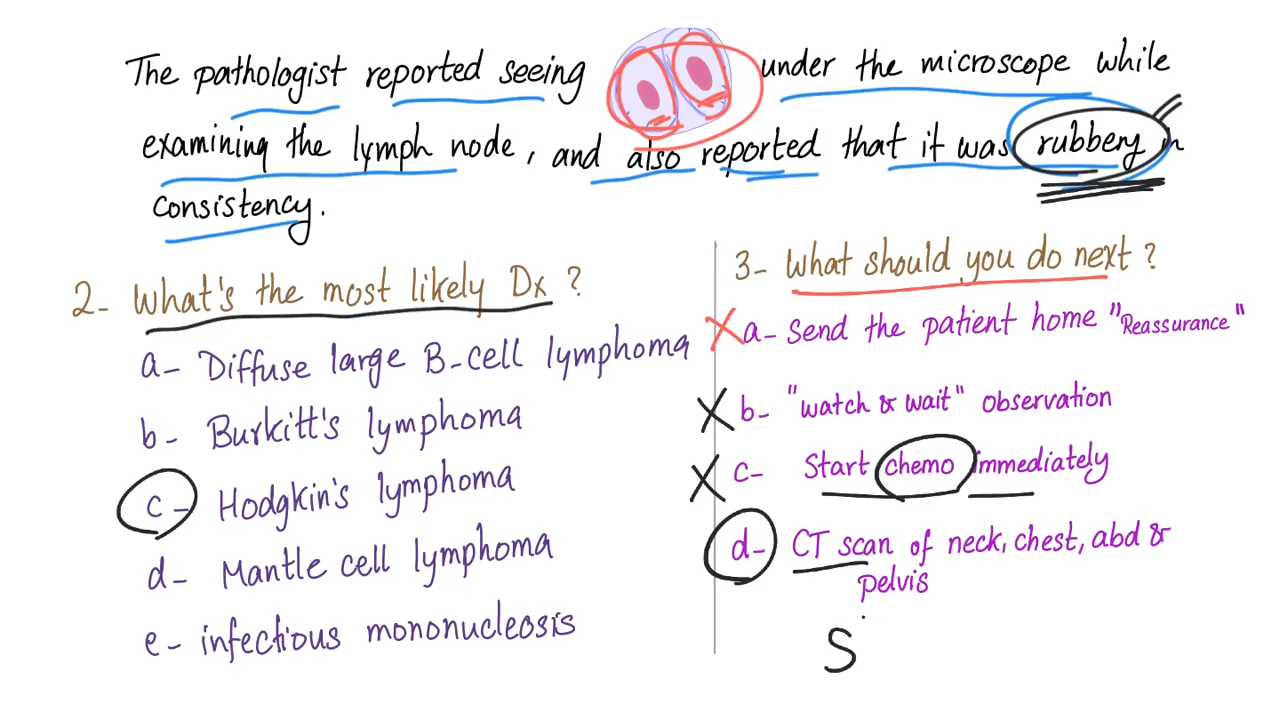 The pathologist reported seeing under the microscope while
examining the lymph node, and also reported that it was rubbery in
consistency.
2- What's the most likely Dx ?
a- Diffuse large B-cell lymphoma
b- Burkitt's lymphoma
c- Hodgkin's lymphoma
d- Mantle cell lymphoma
e- infectious mononucleosis
3- What should you do next ?
a- Send the patient home "Reassurance"
b- "watch & wait" observation
c- Start chemo immediately
d- CT scan of neck, chest, abd &
pelvis
S